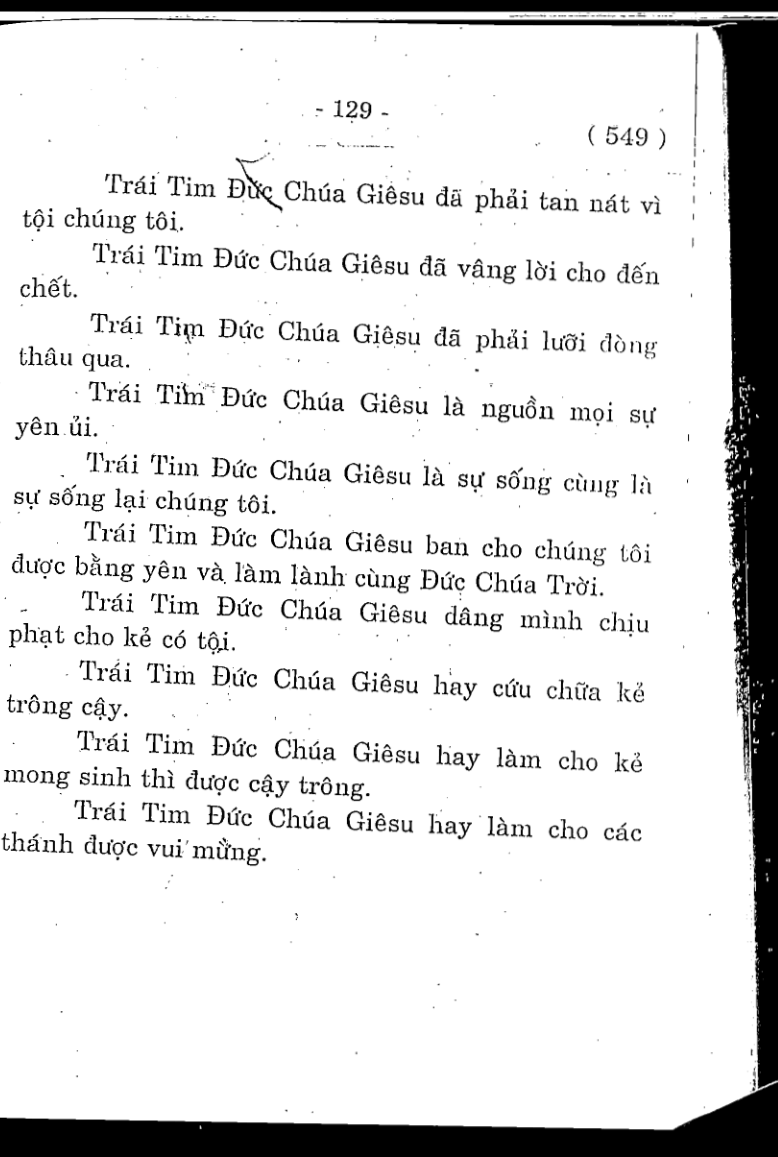 - 129 -
( 549 )
Trái Tim Đức Chúa Giêsu đã phải tan nát vì
tội chúng tôi.
Trái Tim Đức Chúa Giêsu đã vâng lời cho đến
chết.
Trái Tim Đức Chúa Giêsu đã phải lưỡi đòng
thâu qua.
Trái Tim Đức Chúa Giêsu là nguồn mọi sự
yên ủi.
Trái Tim Đức Chúa Giêsu là sự sống cùng là
sự sống lại chúng tôi.
Trái Tim Đức Chúa Giêsu ban cho chúng tôi
được bằng yên và làm lành cùng Đức Chúa Trời.
Trái Tim Đức Chúa Giêsu dâng mình chịu
phạt cho kẻ có tội.
Trái Tim Đức Chúa Giêsu hay cứu chữa kẻ
trông cậy.
Trái Tim Đức Chúa Giêsu hay làm cho kẻ
mong sinh thì được cậy trông.
Trái Tim Đức Chúa Giêsu hay làm cho các
thánh được vui mừng.